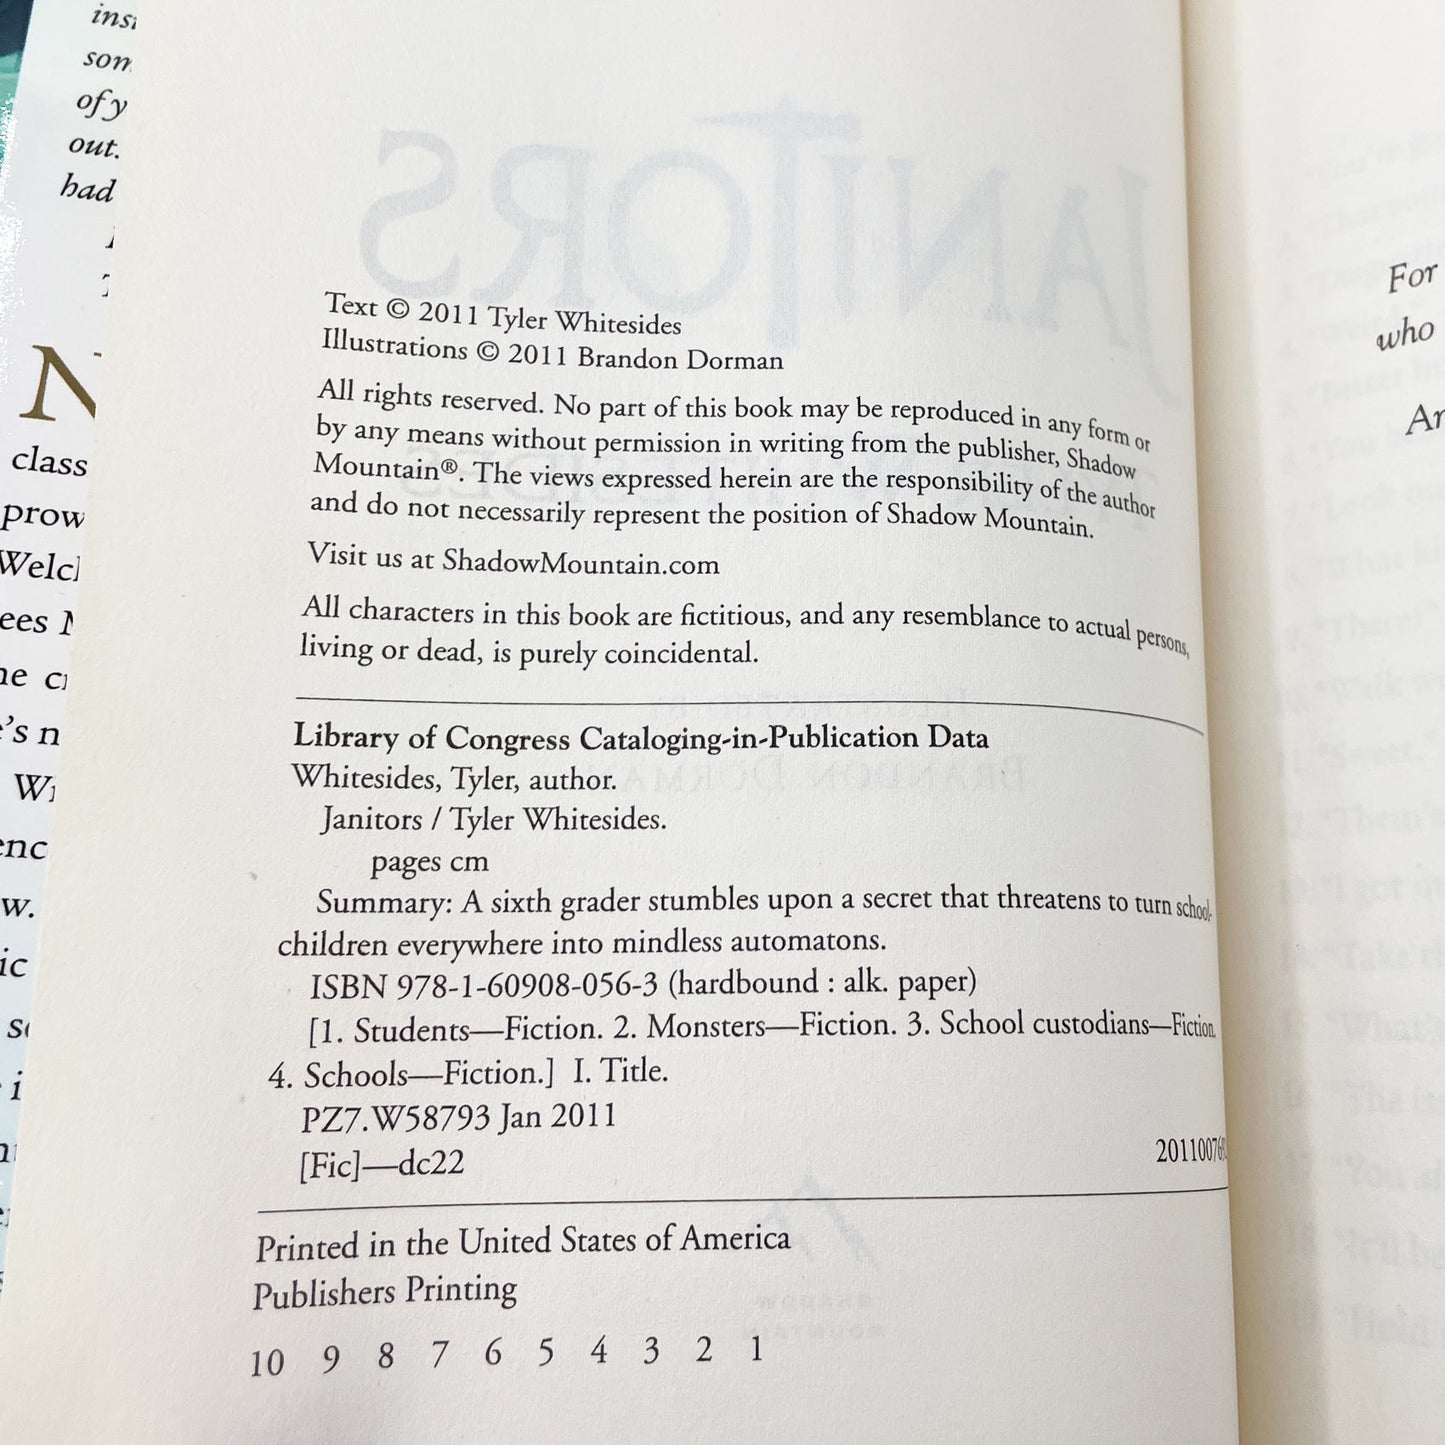 of y
out.
had
class
prow
ees
's n
Text © 2011 Tyler Whitesides
Illustrations © 2011 Brandon Dorman
All rights reserved. No part of this book may be reproduced in any form or
by any means without permission in writing from the publisher, Shadow
Mountain®. The views expressed herein are the responsibility of the author
and do not necessarily represent the position of Shadow Mountain.
Visit us at ShadowMountain.com
All characters in this book are fictitious, and any resemblance to actual persons,
living or dead, is purely coincidental.
Library of Congress Cataloging-in-Publication Data
Whitesides, Tyler, author.
Janitors / Tyler Whitesides.
pages cm
Summary: A sixth grader stumbles upon a secret that threatens to turn school-
children everywhere into mindless automatons.
ISBN 978-1-60908-056-3 (hardbound : alk. paper)
[1. Students—Fiction. 2. Monsters—Fiction. 3. School custodians—Fiction.
4. Schools—Fiction.] I. Title.
PZ7.W58793 Jan 2011
[Fic]—dc22
Printed in the United States of America
Publishers Printing
10 9 8 7 6 5 4 3 2 1
For
who